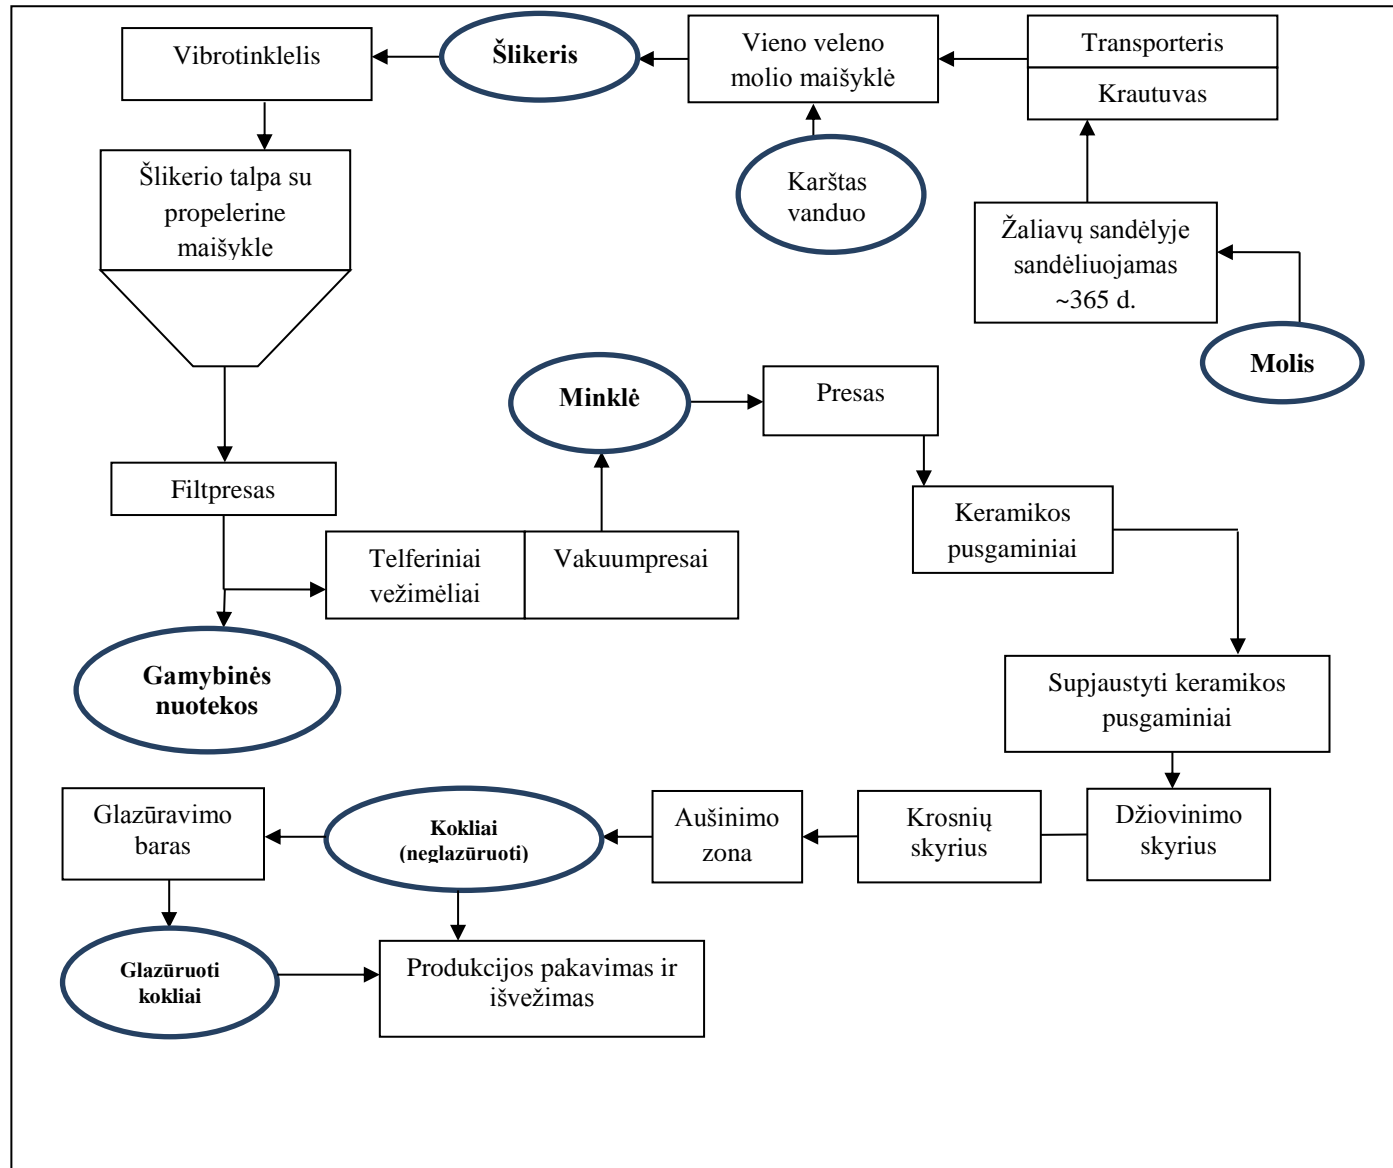 Vibrotinklelis
Šlikeris
Vieno veleno
molio maišyklė
Transporteris
Krautuvas
Šlikerio talpa su
propelerine
maišykle
Karštas
vanduo
Žaliavų sandėlyje
sandėliuojamas
~365 d.
Molis
Minklė
Presas
Filtpresas
Keramikos
pusgaminiai
Telferiniai
vežimėliai
Vakuumpresai
Gamybinės
nuotekos
Supjaustyti keramikos
pusgaminiai
Glazūravimo
baras
Kokliai
(neglazūruoti)
Aušinimo
zona
Krosnių
skyrius
Džiovinimo
skyrius
Glazūruoti
kokliai
Produkcijos pakavimas ir
išvežimas